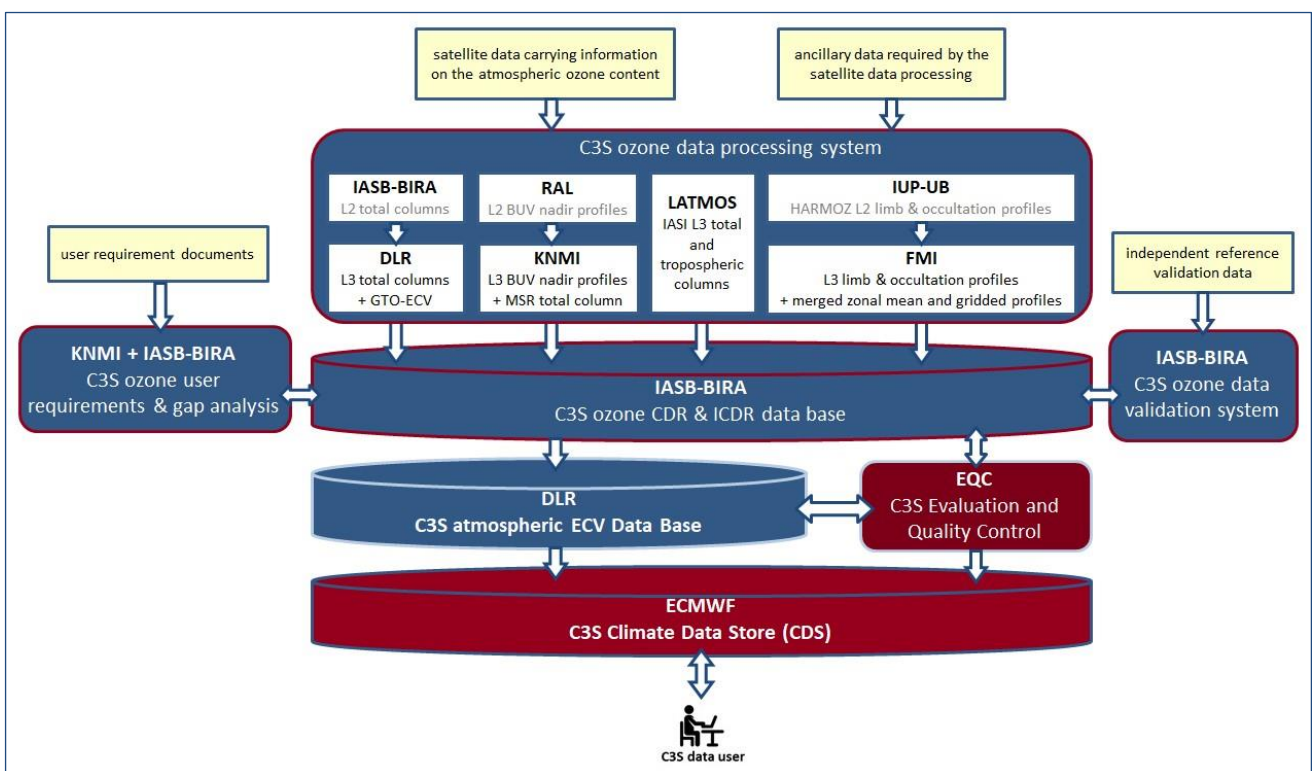 satellite data carrying information
on the atmospheric ozone content
ancillary data required by the
satellite data processing
C3S ozone data processing system
IASB-BIRA
L2 total columns
DLR
L3 total columns
+ GTO-ECV
RAL
L2 BUV nadir profiles
KNMI
L3 BUV nadir profiles
+ MSR total column
LATMOS
IASI L3 total
and
tropospheric
columns
IUP-UB
HARMOZ L2 limb & occultation profiles
FMI
L3 limb & occultation profiles
+ merged zonal mean and gridded profiles
user requirement documents
KNMI + IASB-BIRA
C3S ozone user
requirements & gap analysis
independent reference
validation data
IASB-BIRA
C3S ozone data
validation system
IASB-BIRA
C3S ozone CDR & ICDR data base
DLR
C3S atmospheric ECV Data Base
EQC
C3S Evaluation and
Quality Control
ECMWF
C3S Climate Data Store (CDS)
C3S data user